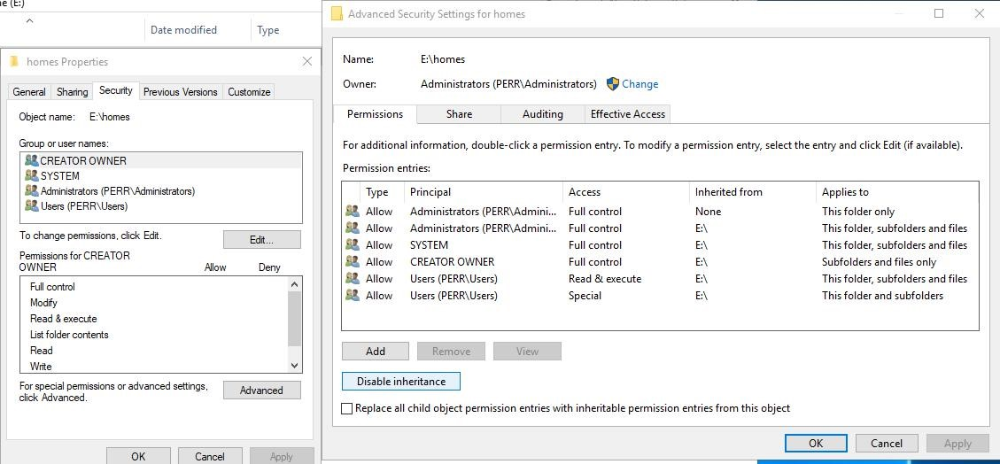 e (E:)
Date modified Type
homes Properties
General Sharing Security Previous Versions Customize
Object name: E:\homes
Group or user names:
CREATOR OWNER
SYSTEM
Administrators (PERR\Administrators)
Users (PERR\Users)
To change permissions, click Edit. Edit...
Permissions for CREATOR
OWNER Allow Deny
Full control
Modify
Read & execute
List folder contents
Read
Write
For special permissions or advanced settings,
click Advanced. Advanced
OK Cancel Apply
Advanced Security Settings for homes
Name: E:\homes
Owner: Administrators (PERR\Administrators) Change
Permissions Share Auditing Effective Access
For additional information, double-click a permission entry. To modify a permission entry, select the entry and click Edit (if available).
Permission entries:
Type Principal Access Inherited from Applies to
Allow Administrators (PERR\Admini... Full control None This folder only
Allow Administrators (PERR\Admini... Full control E:\ This folder, subfolders and files
Allow SYSTEM Full control E:\ This folder, subfolders and files
Allow CREATOR OWNER Full control E:\ Subfolders and files only
Allow Users (PERR\Users) Read & execute E:\ This folder, subfolders and files
Allow Users (PERR\Users) Special E:\ This folder and subfolders
Add Remove View
Disable inheritance
Replace all child object permission entries with inheritable permission entries from this object
OK Cancel Apply